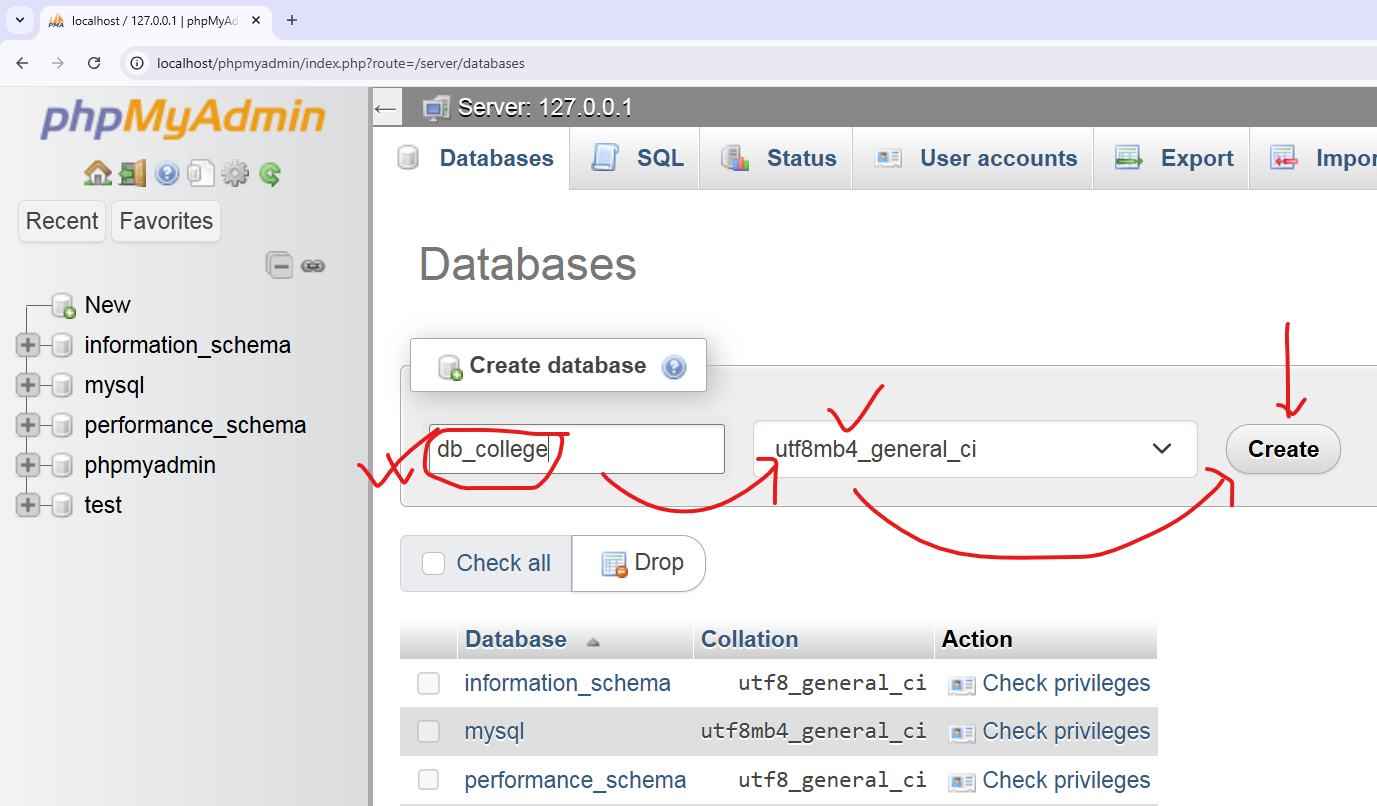 localhost / 127.0.0.1 | phpMyAd
localhost/phpmyadmin/index.php?route=/server/databases
phpMyAdmin
Recent
Favorites
New
information_schema
mysql
performance_schema
phpmyadmin
test
Server: 127.0.0.1
Databases
SQL
Status
User accounts
Export
Impor
Databases
Create database
db_college
utf8mb4_general_ci
Create
Check all
Drop
Database
Collation
Action
information_schema
utf8_general_ci
Check privileges
mysql
utf8mb4_general_ci
Check privileges
performance_schema
utf8_general_ci
Check privileges